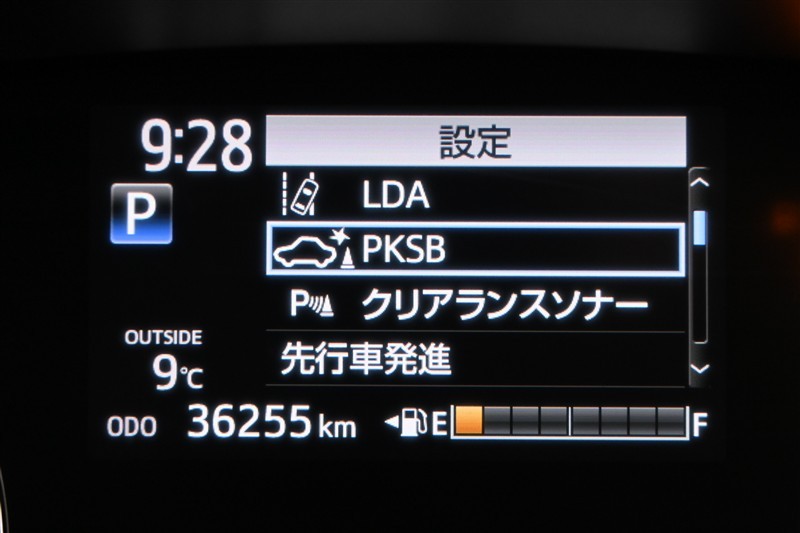 9:28
設定
P
LDA
PKSB
P クリアランスソナー
先行車発進
OUTSIDE
9℃
ODO 36255 km
E F